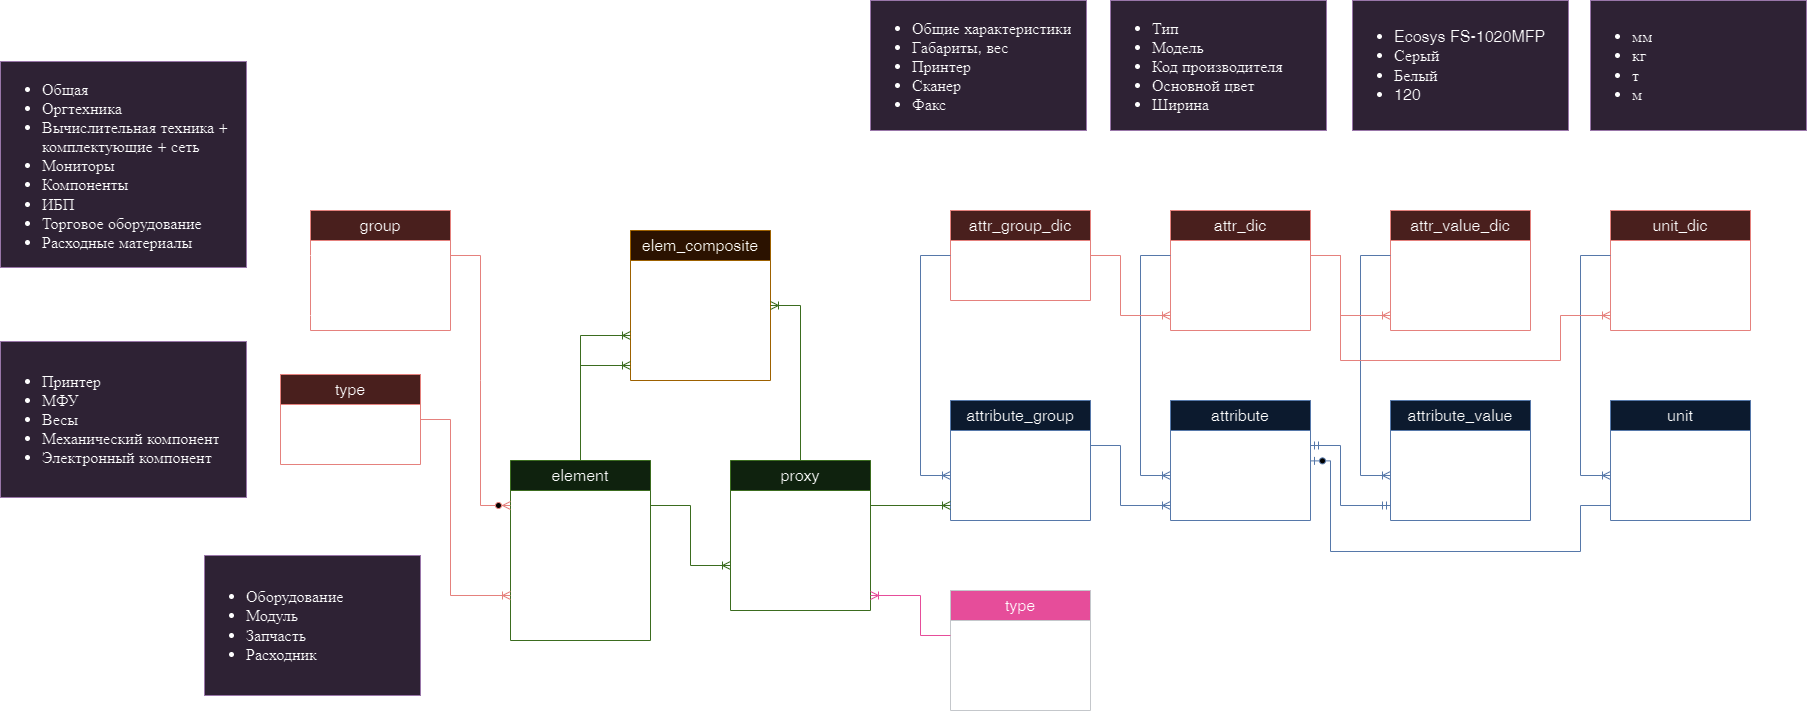 Общие характеристики
Габариты, вес
Принтер
Сканер
Факс
Тип
Модель
Код производителя
Основной цвет
Ширина
Ecosys FS-1020MFP
Серый
Белый
120
мм
кг
т
м
Общая
Оргтехника
Вычислительная техника +
комплектующие + сеть
Мониторы
Компоненты
ИБП
Торговое оборудование
Расходные материалы
group
elem_composite
attr_group_dic
attr_dic
attr_value_dic
unit_dic
Принтер
МФУ
Весы
Механический компонент
Электронный компонент
type
attribute_group
attribute
attribute_value
unit
element
proxy
Оборудование
Модуль
Запчасть
Расходник
type